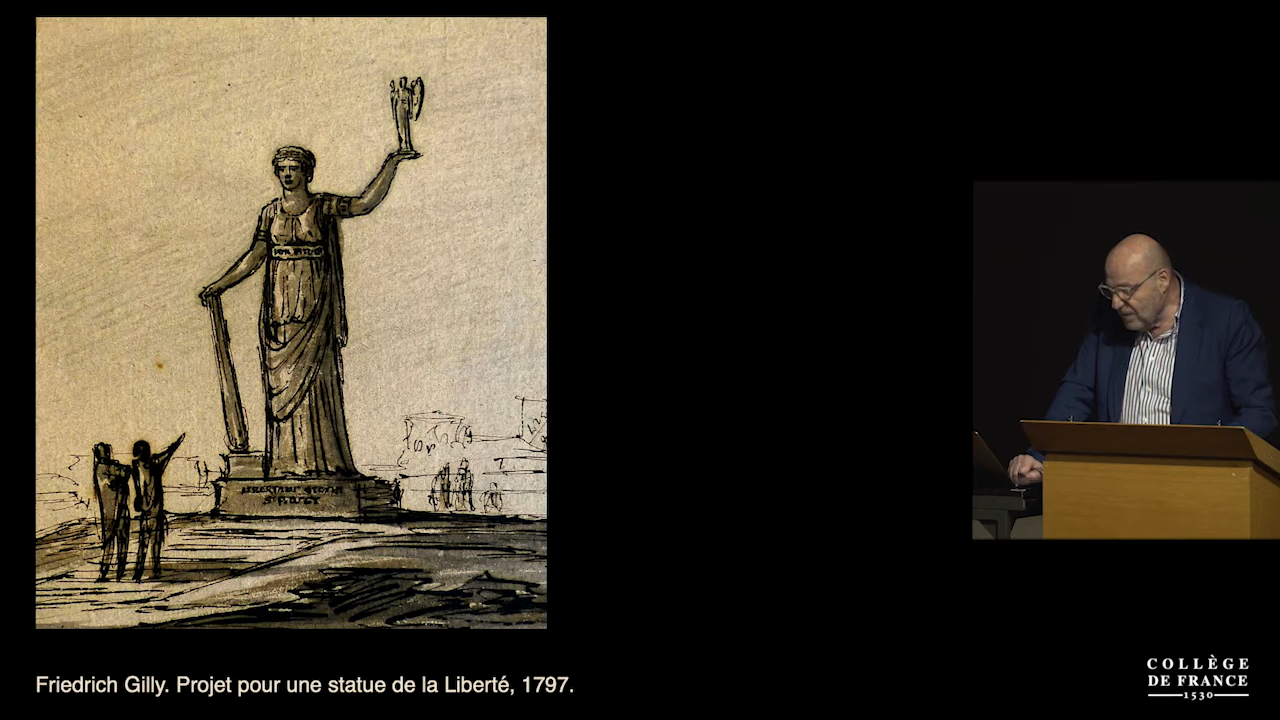 Friedrich Gilly. Projet pour une statue de la Liberté, 1797.
COLLÈGE
DE FRANCE
1530